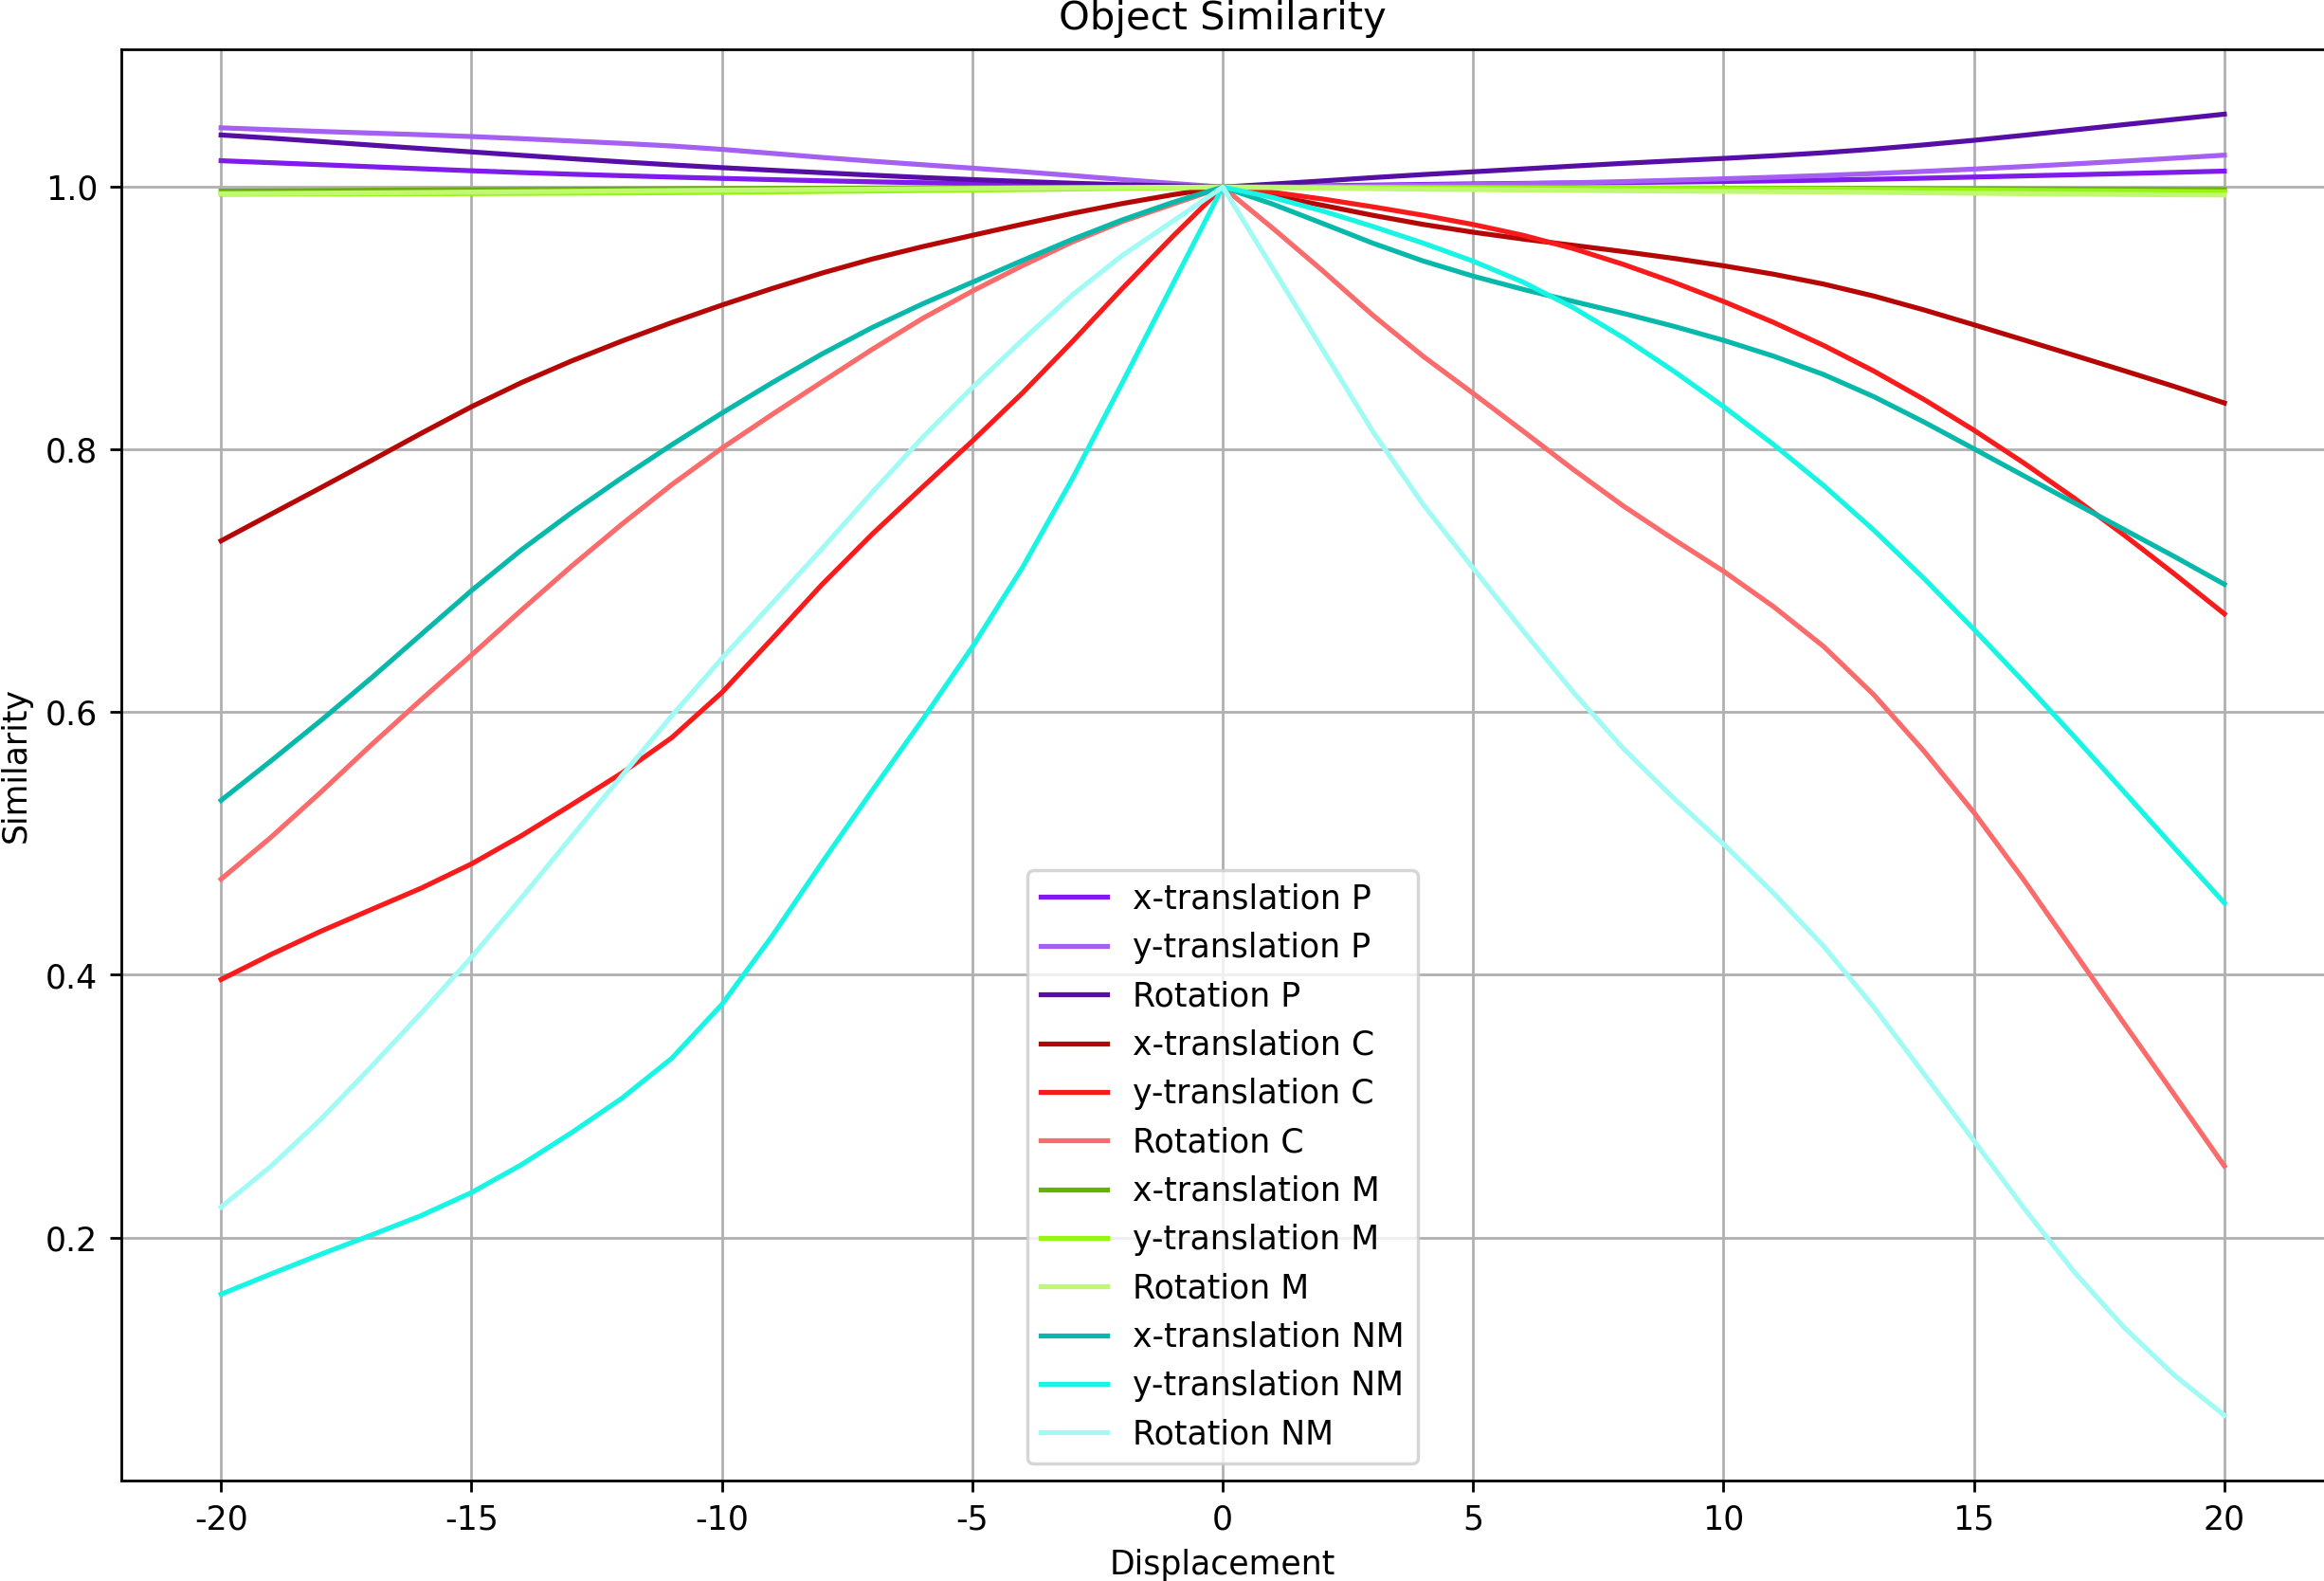 Object Similarity
Similarity
1.0
0.8
0.6
0.4
0.2
x-translation P
y-translation P
Rotation P
x-translation C
y-translation C
Rotation C
x-translation M
y-translation M
Rotation M
x-translation NM
y-translation NM
Rotation NM
-20 -15 -10 -5 0 5 10 15 20
Displacement